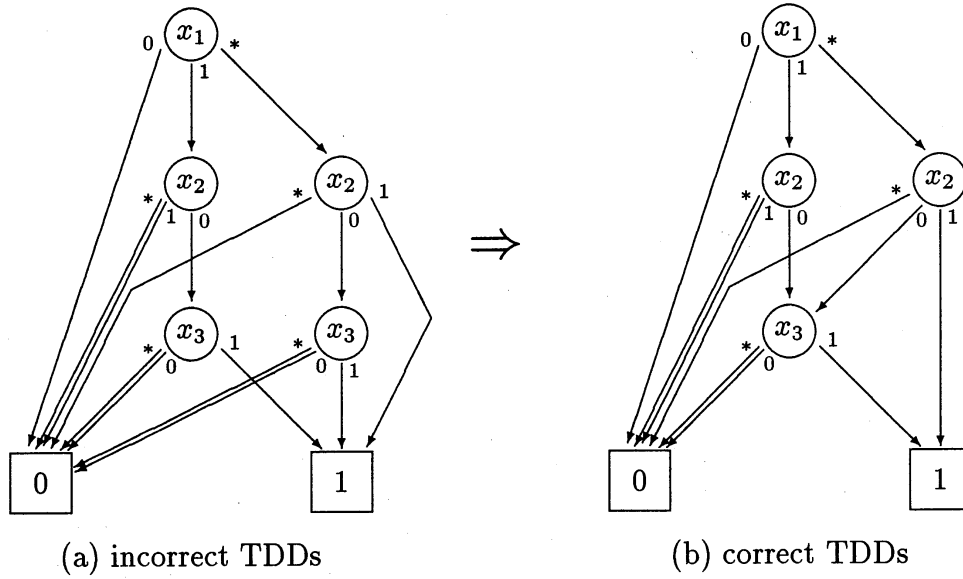 x₁ x₁
0 * 0 *
1 1
x₂ x₂ x₂ x₂
* * 1 * *
1 0 0 1 0 0 1
⇒
x₃ x₃ x₃
* 1 * * 1
0 0 1 0
0 1 0 1
(a) incorrect TDDs (b) correct TDDs